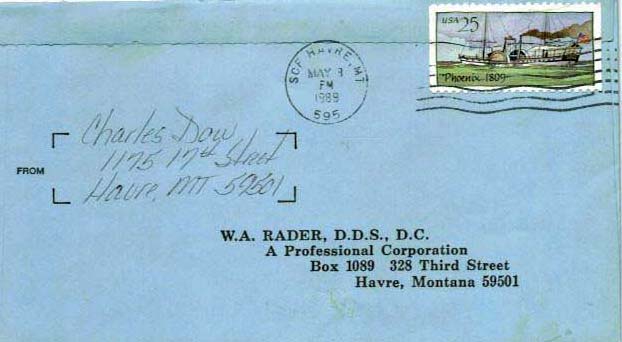 USA 25
"Phoenix 1809"
SCF HAVRE, MT
MAY 3
PM
1989
595
Charles Dow
1175 17th Street
Havre, MT 59501
FROM
W.A. RADER, D.D.S., D.C.
A Professional Corporation
Box 1089 328 Third Street
Havre, Montana 59501